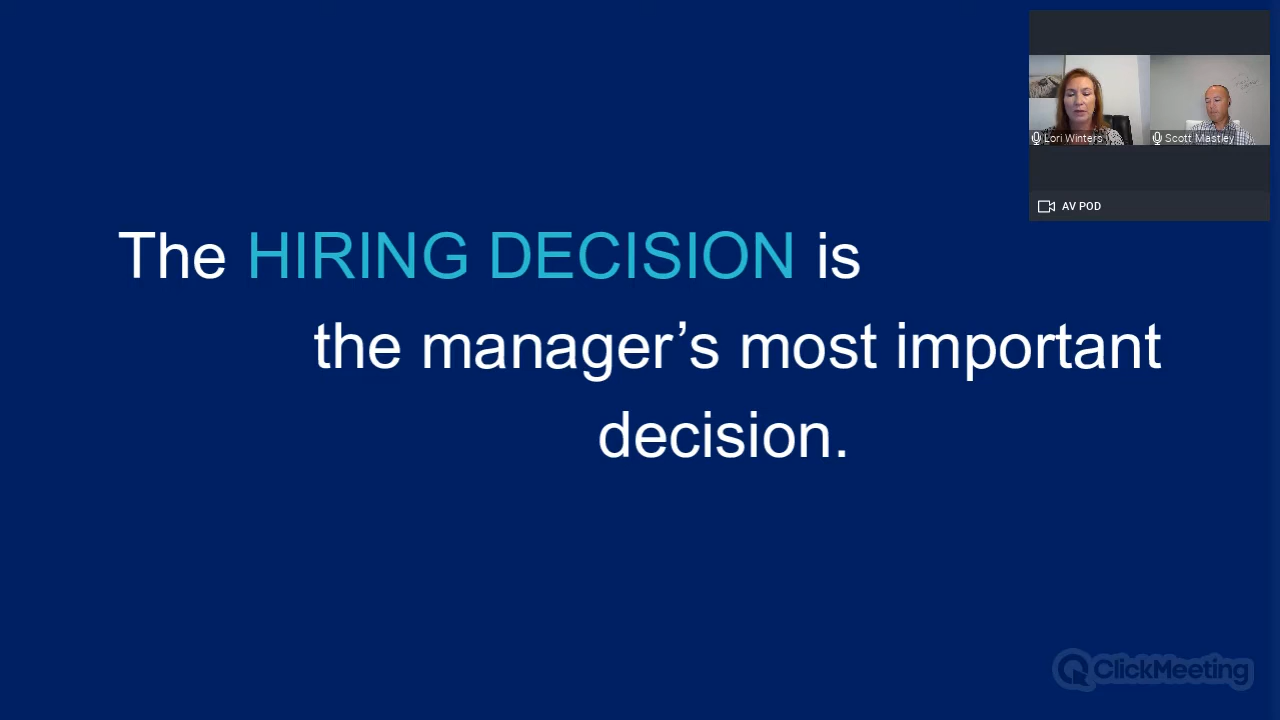 Lori Winters
Scott Mastley
AV POD
The HIRING DECISION is
the manager’s most important
decision.
ClickMeeting